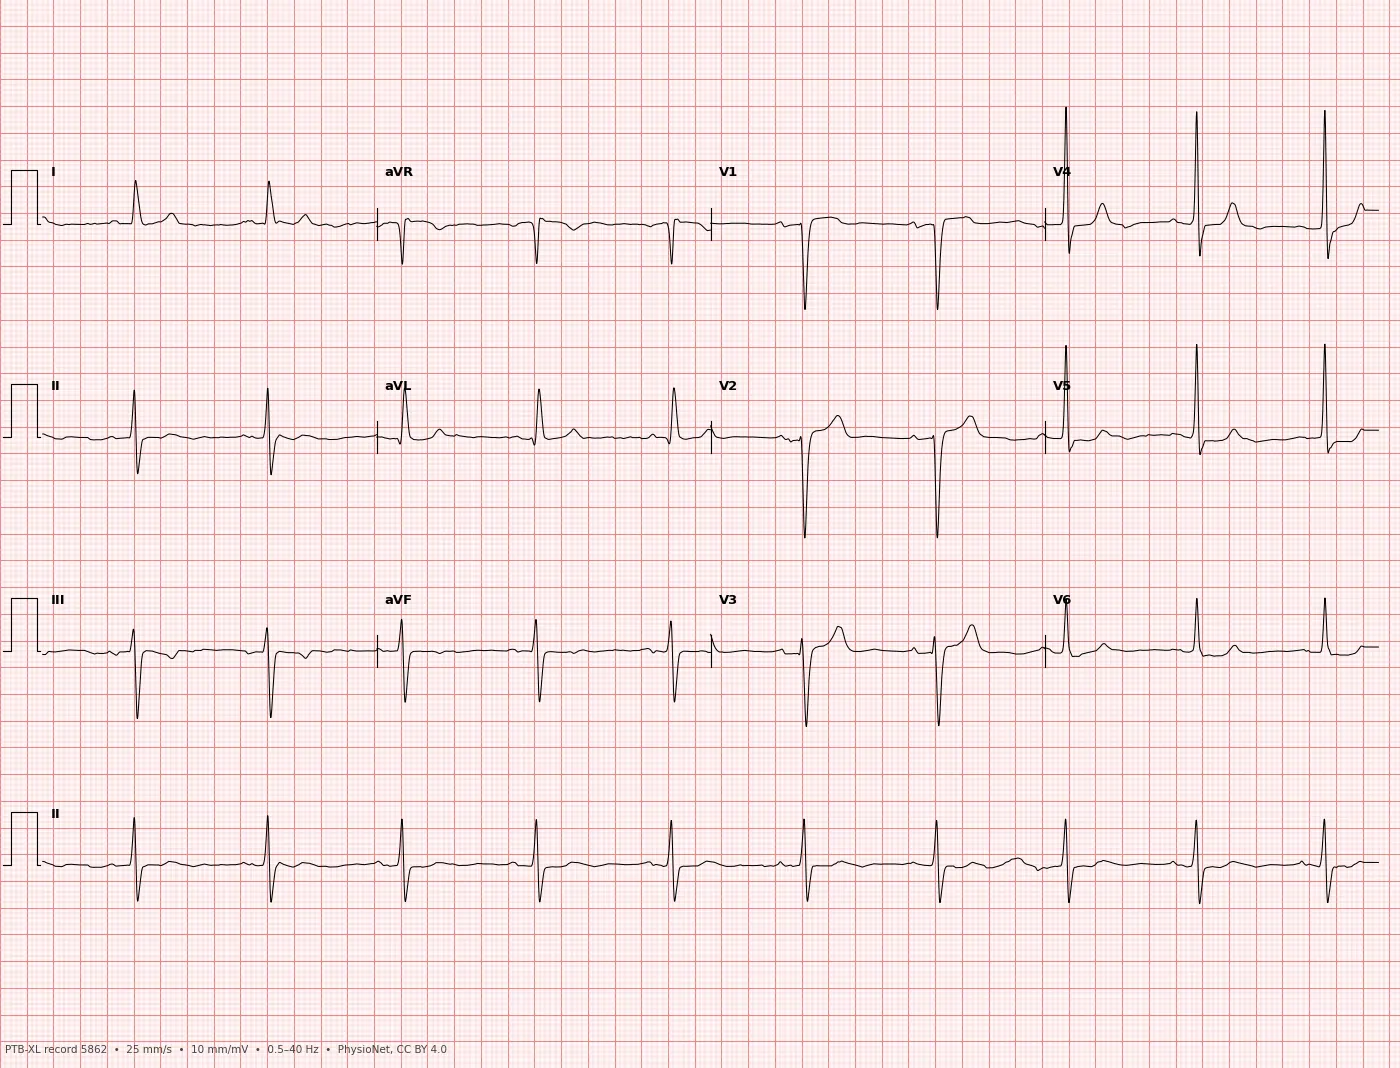 I aVR V1 V4
II aVL V2 V5
III aVF V3 V6
II
PTB-XL record 5862 • 25 mm/s • 10 mm/mV • 0.5–40 Hz • PhysioNet, CC BY 4.0